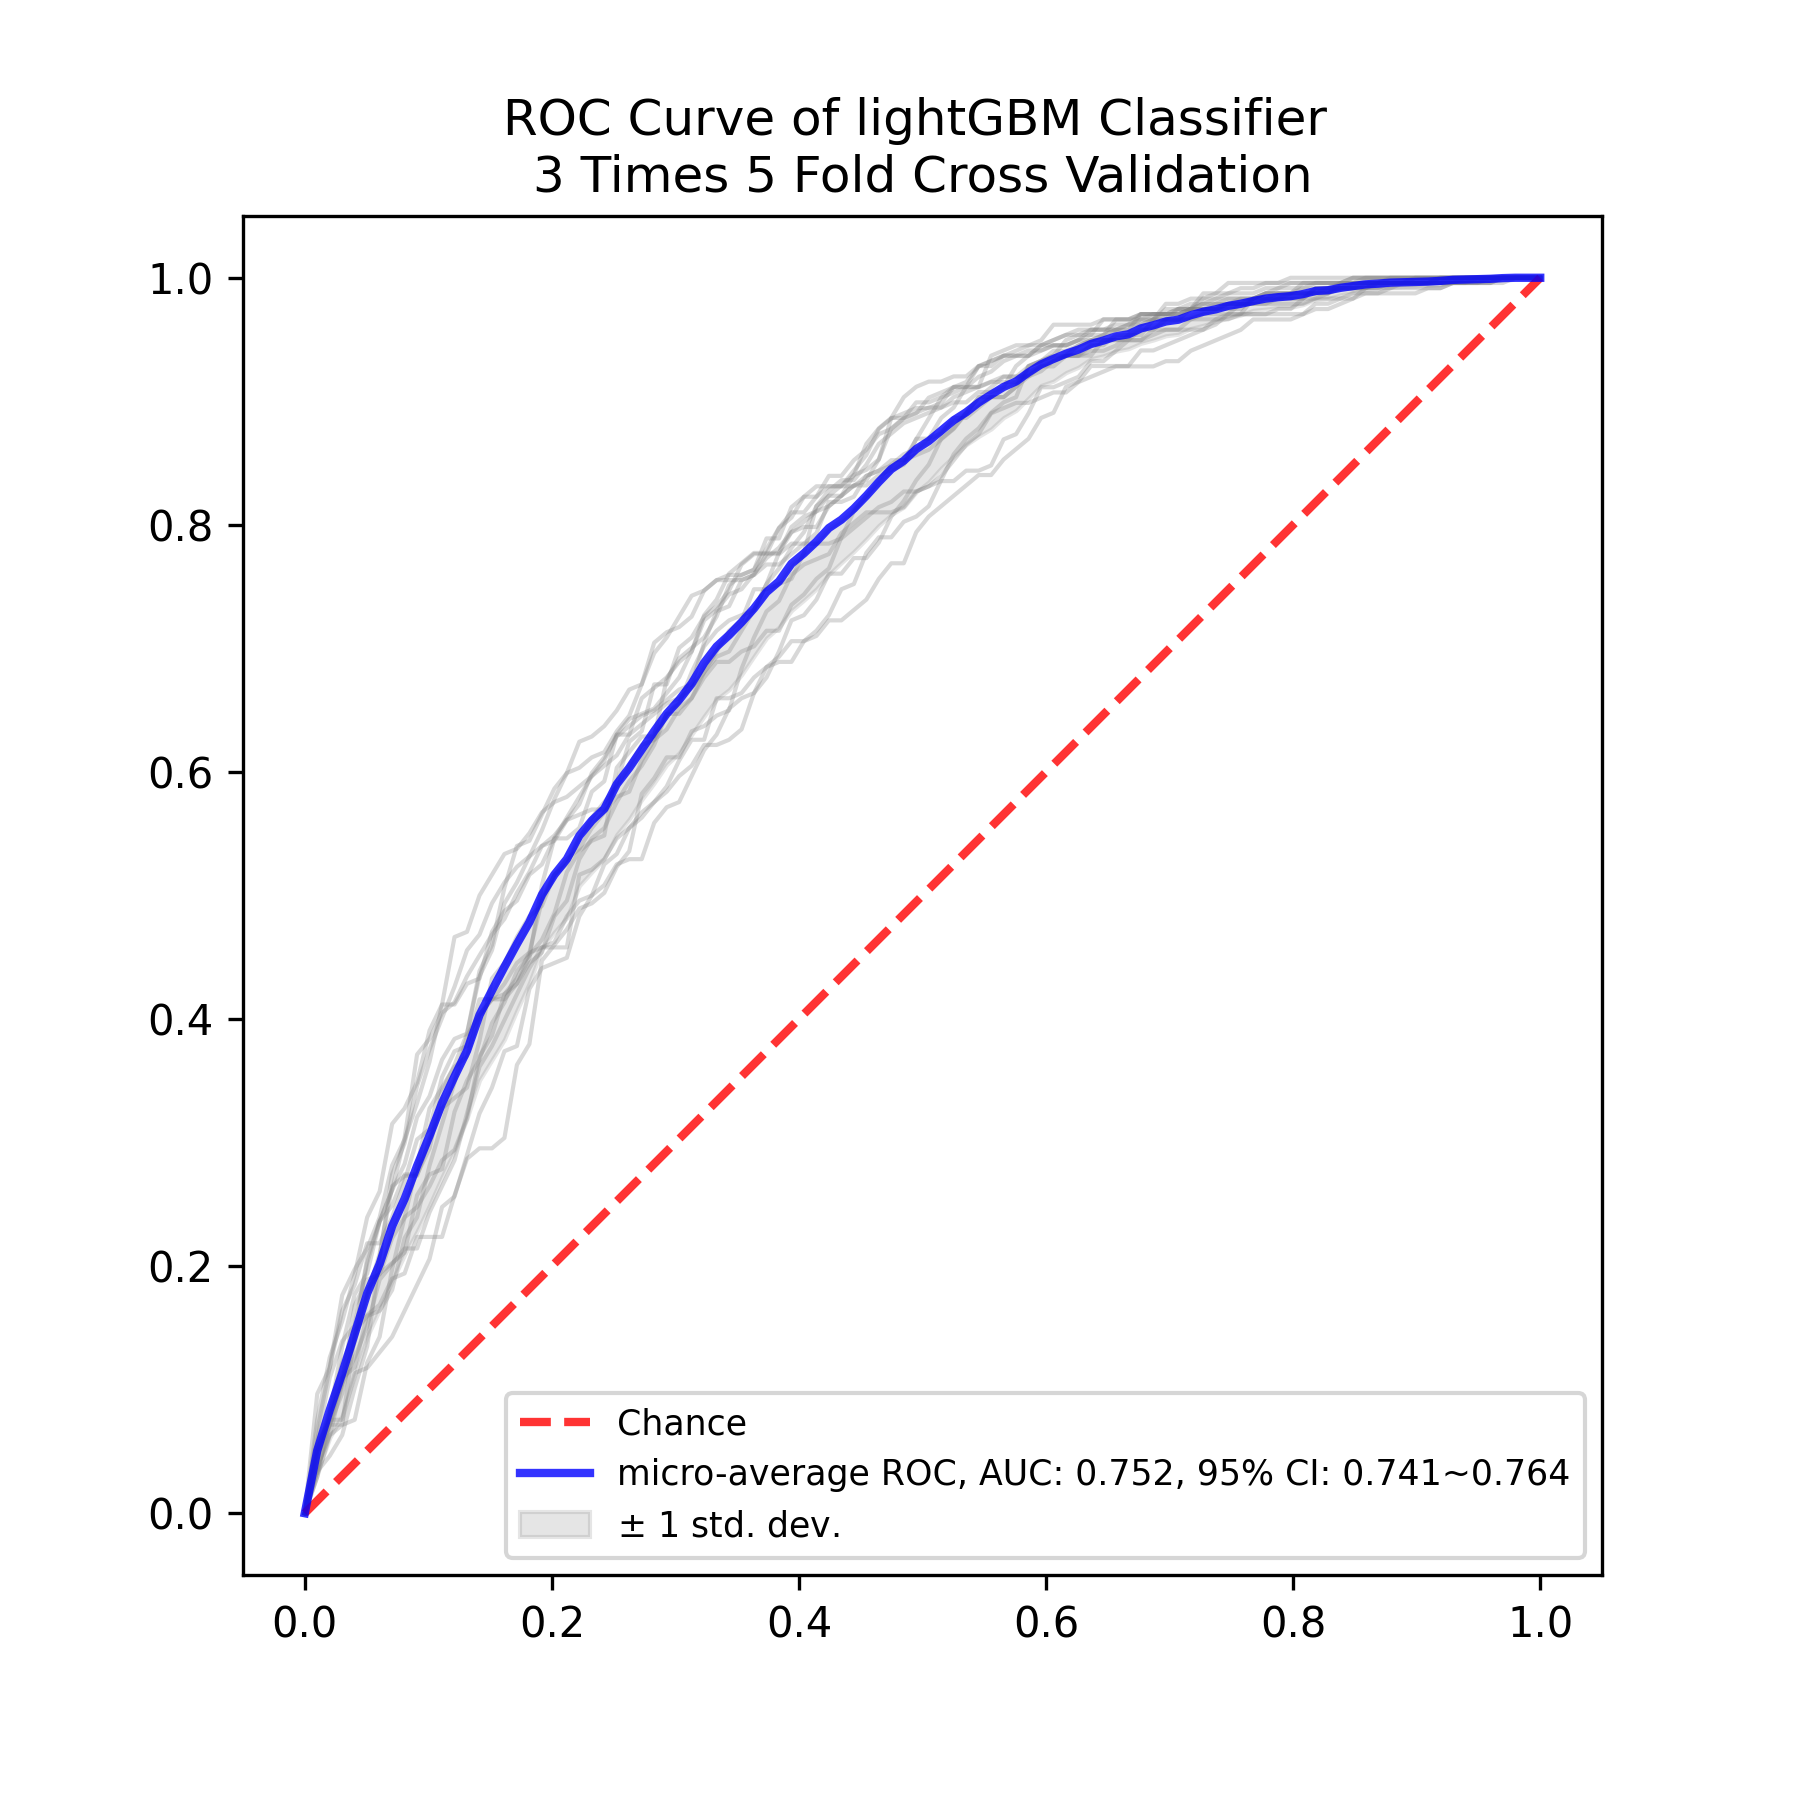 ROC Curve of lightGBM Classifier
3 Times 5 Fold Cross Validation
1.0
0.8
0.6
0.4
0.2
0.0
Chance
micro-average ROC, AUC: 0.752, 95% CI: 0.741~0.764
± 1 std. dev.
0.0 0.2 0.4 0.6 0.8 1.0